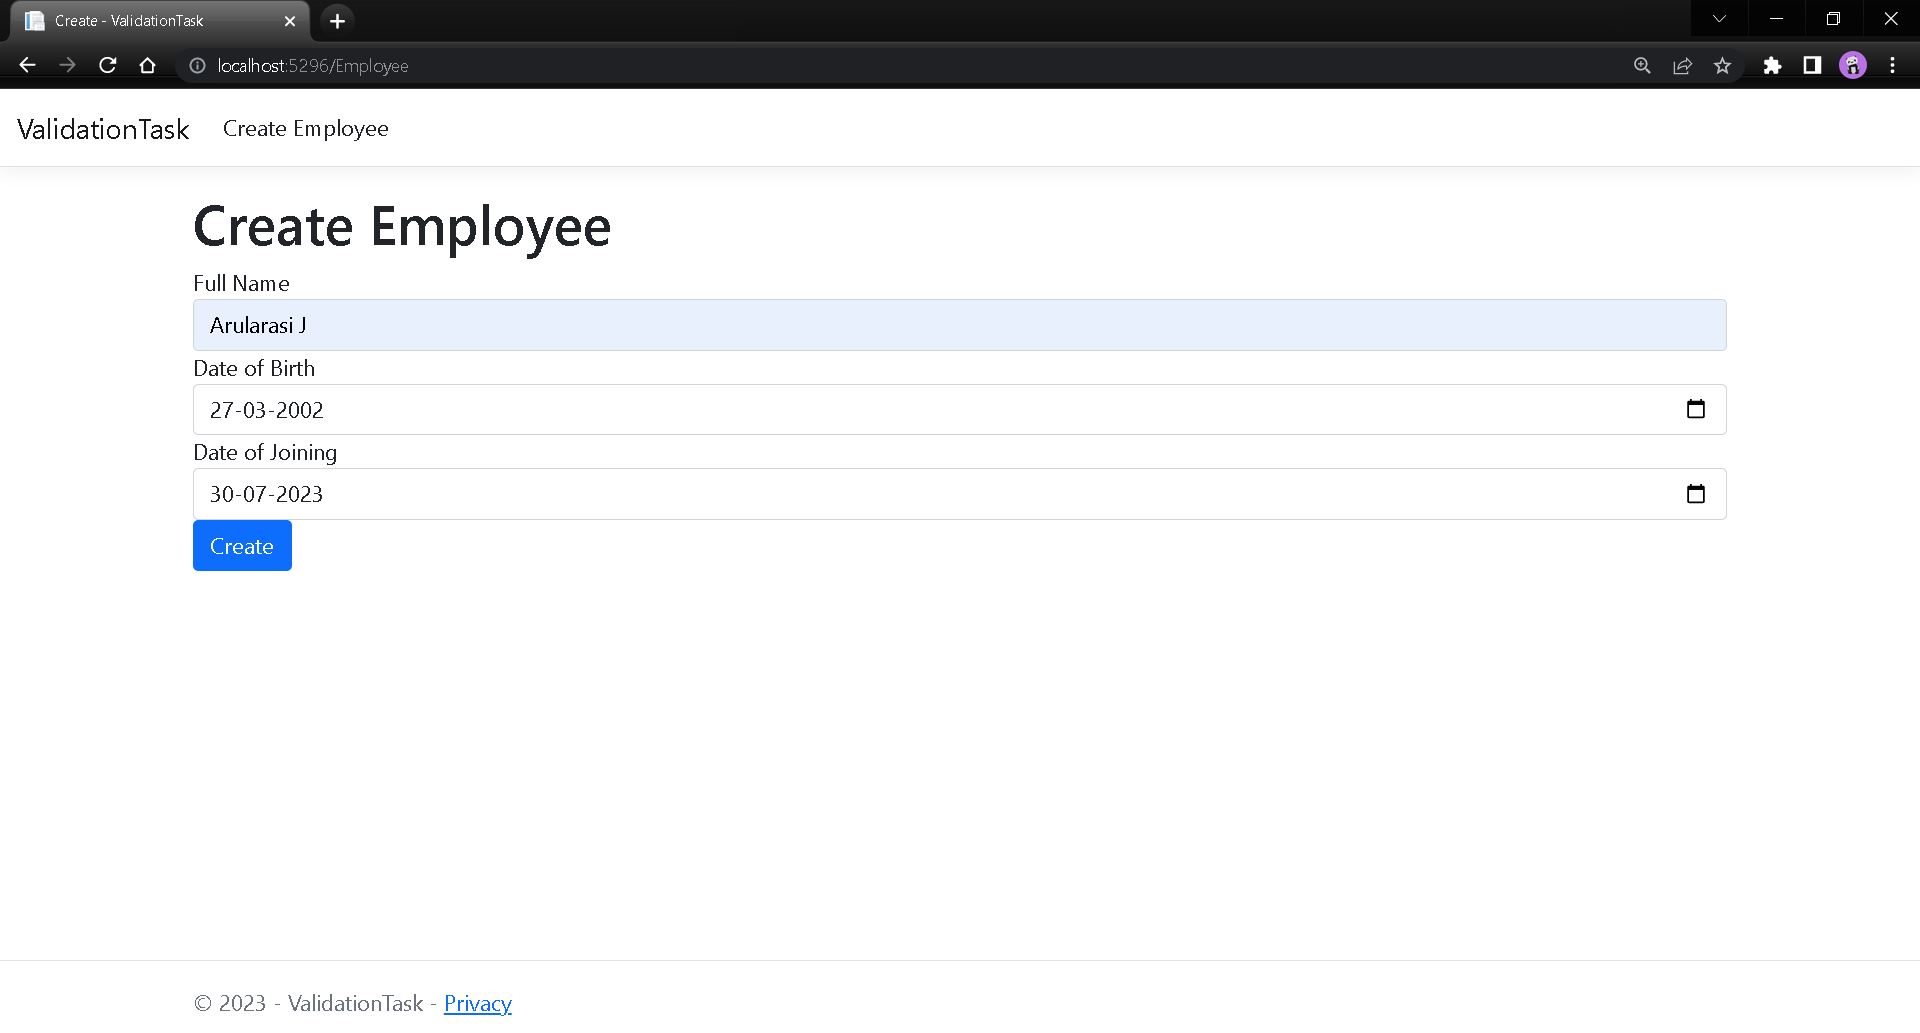 Create - ValidationTask
localhost:5296/Employee
ValidationTask Create Employee
Create Employee
Full Name
Arularasi J
Date of Birth
27-03-2002
Date of Joining
30-07-2023
Create
© 2023 - ValidationTask - Privacy